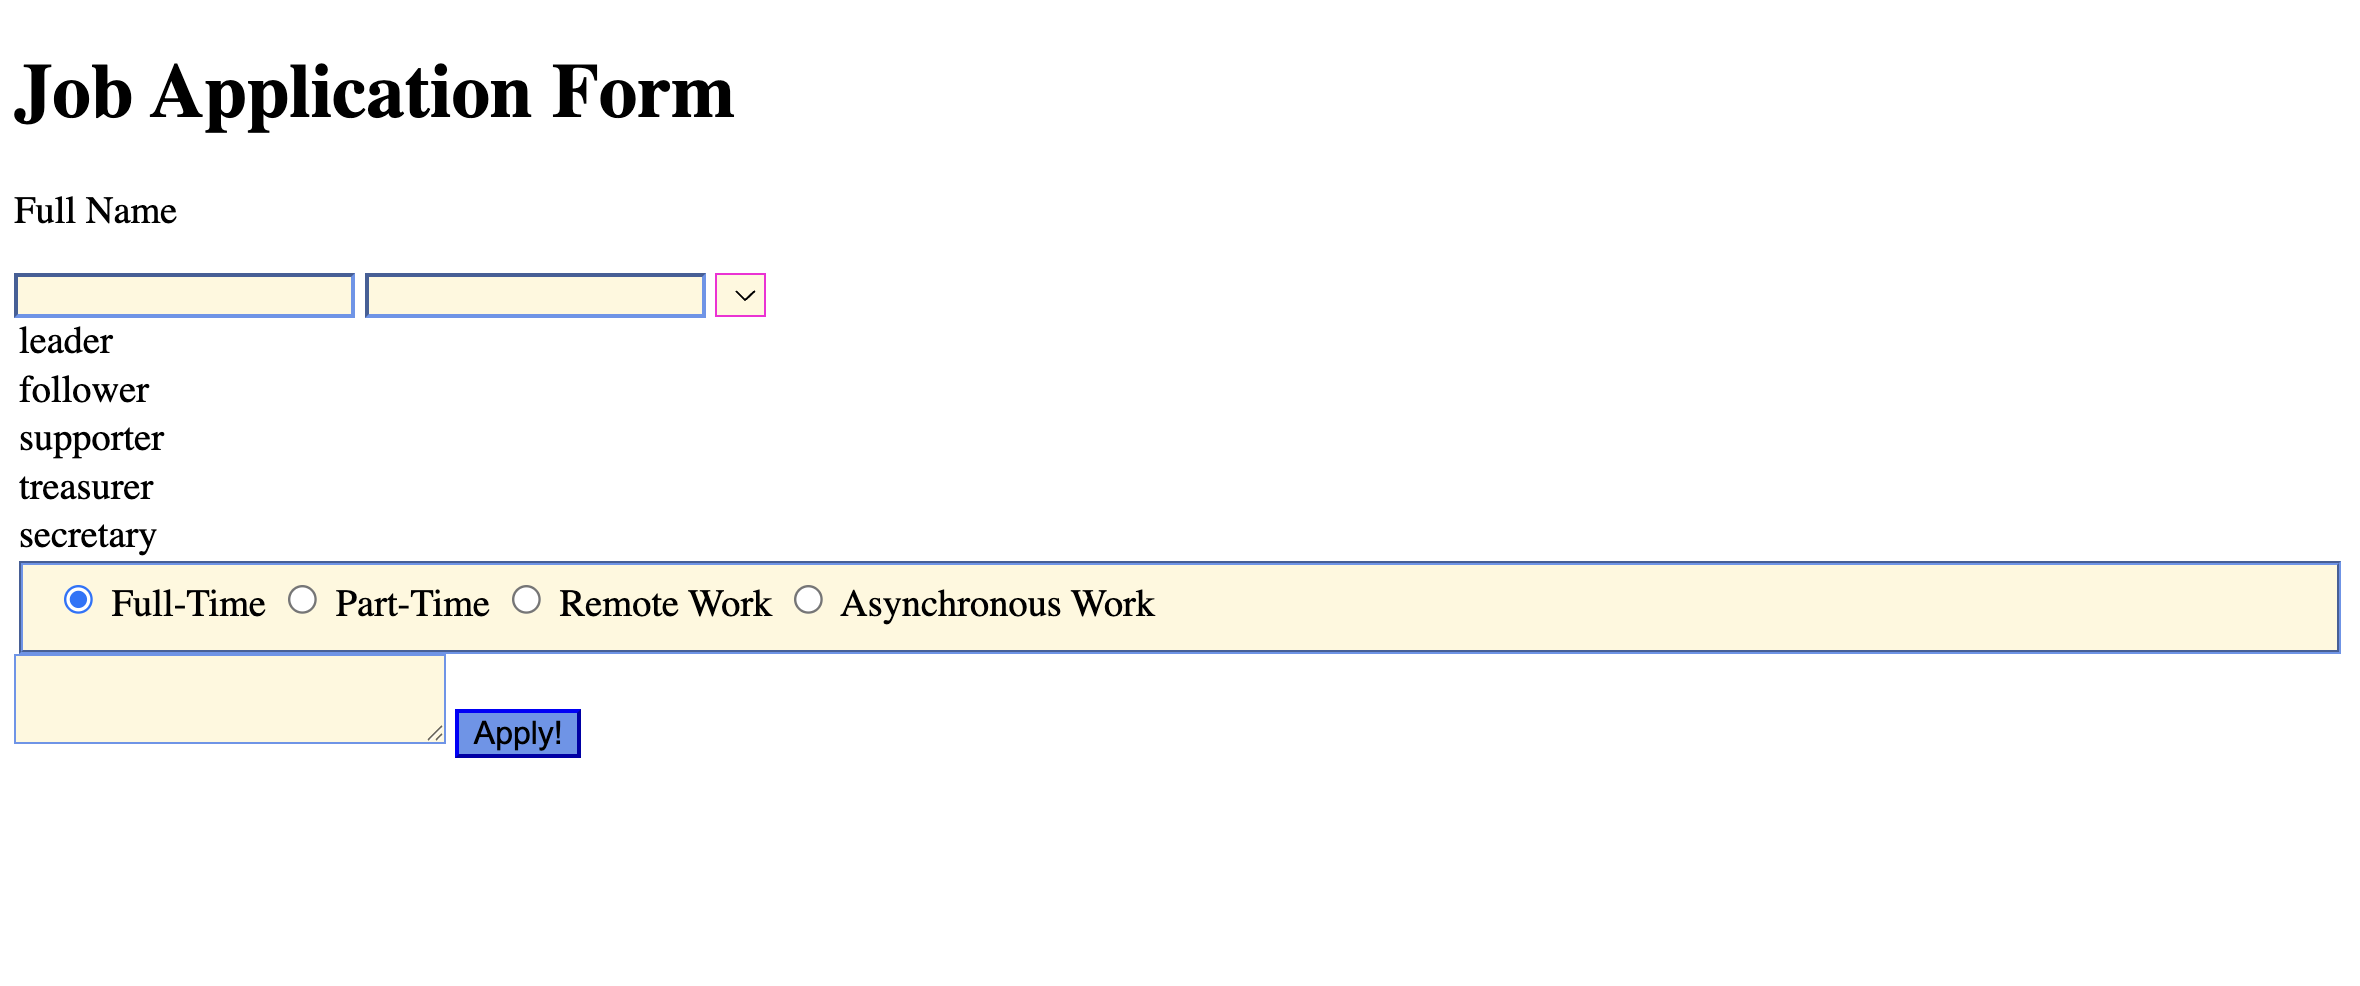 Job Application Form
Full Name
leader
follower
supporter
treasurer
secretary
Full-Time Part-Time Remote Work Asynchronous Work
Apply!